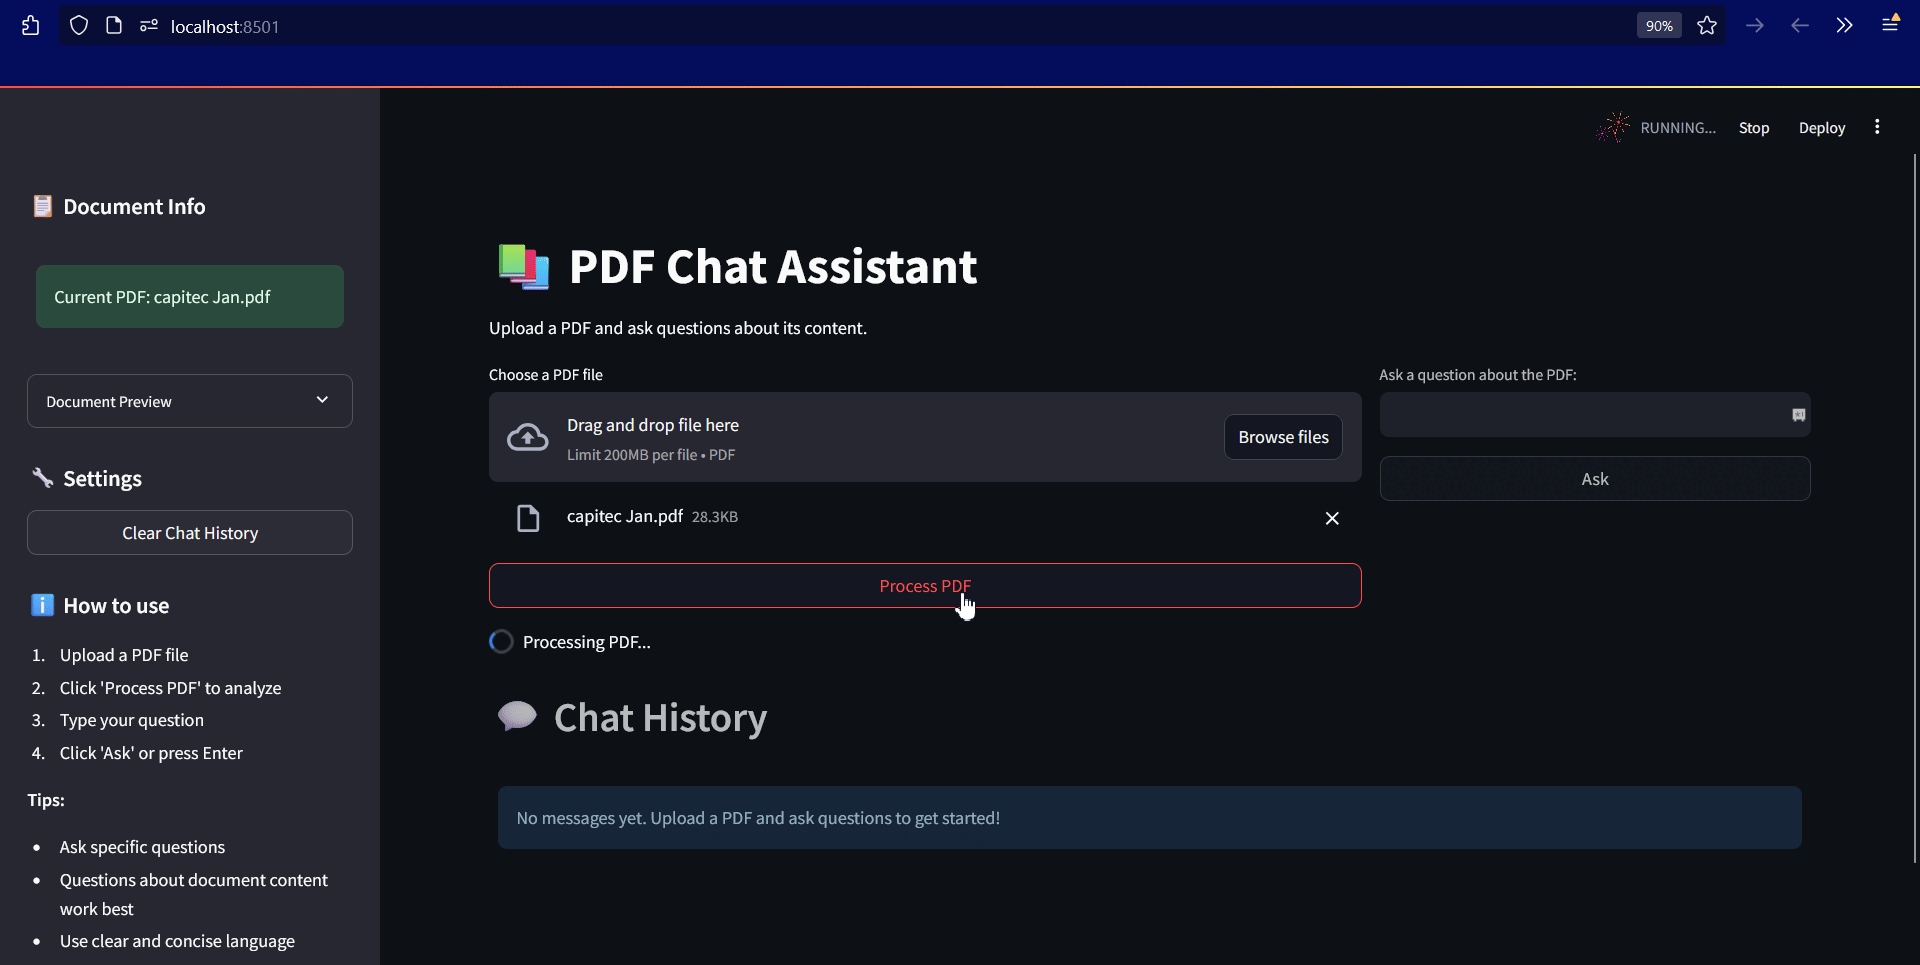 localhost:8501
90%
RUNNING...
Stop
Deploy
Document Info
Current PDF: capitec Jan.pdf
Document Preview
Settings
Clear Chat History
How to use
1. Upload a PDF file
2. Click 'Process PDF' to analyze
3. Type your question
4. Click 'Ask' or press Enter
Tips:
• Ask specific questions
• Questions about document content
work best
• Use clear and concise language
PDF Chat Assistant
Upload a PDF and ask questions about its content.
Choose a PDF file
Drag and drop file here
Limit 200MB per file • PDF
Browse files
capitec Jan.pdf 28.3KB
Process PDF
Processing PDF...
Ask a question about the PDF:
Ask
Chat History
No messages yet. Upload a PDF and ask questions to get started!